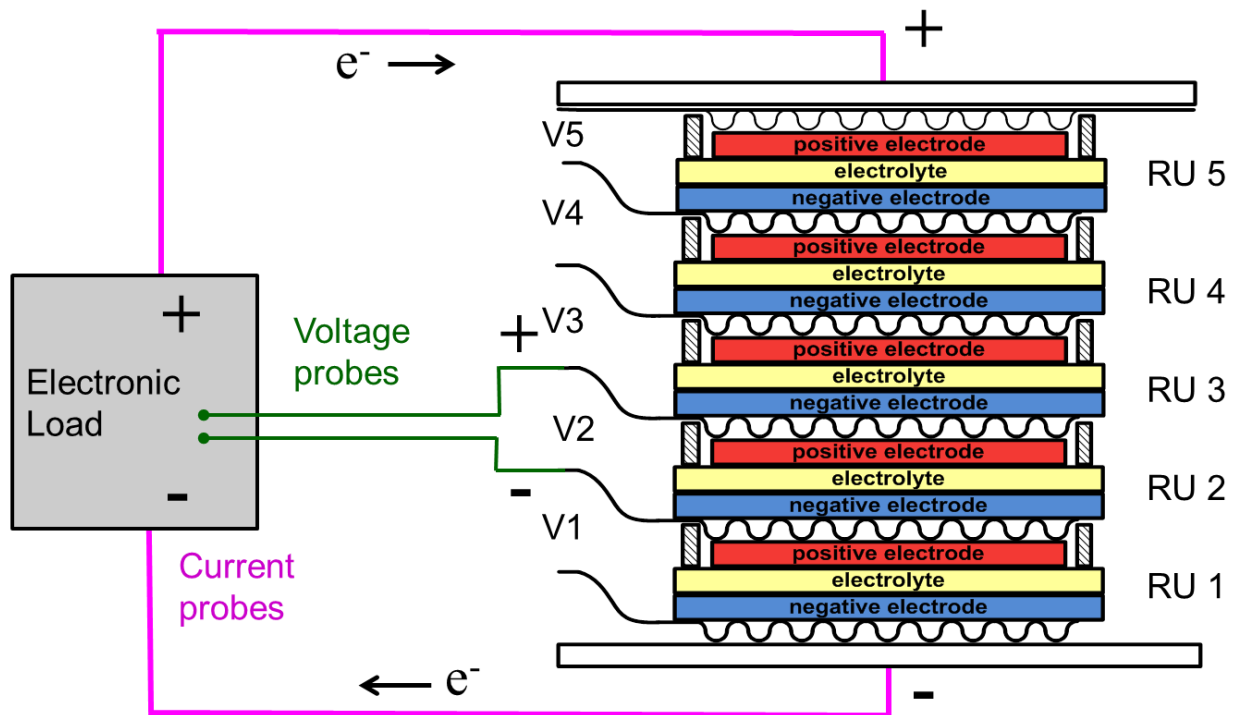 +
e- →
V5
positive electrode
electrolyte
negative electrode
RU 5
V4
positive electrode
electrolyte
negative electrode
RU 4
+
Electronic
Load
-
Voltage
probes
+
-
V3
positive electrode
electrolyte
negative electrode
RU 3
V2
positive electrode
electrolyte
negative electrode
RU 2
V1
positive electrode
electrolyte
negative electrode
RU 1
Current
probes
← e-
-